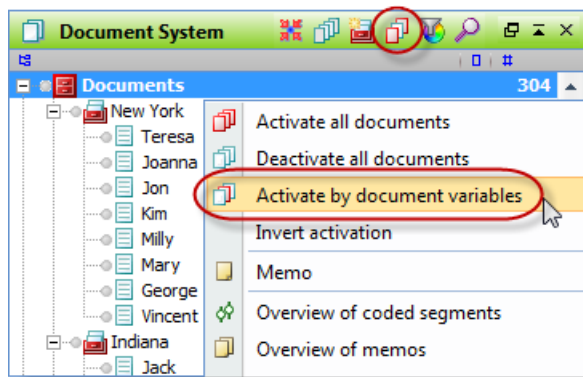 Document System
Documents 304
New York
Teresa
Joanna
Jon
Kim
Milly
Mary
George
Vincent
Indiana
Jack
Activate all documents
Deactivate all documents
Activate by document variables
Invert activation
Memo
Overview of coded segments
Overview of memos